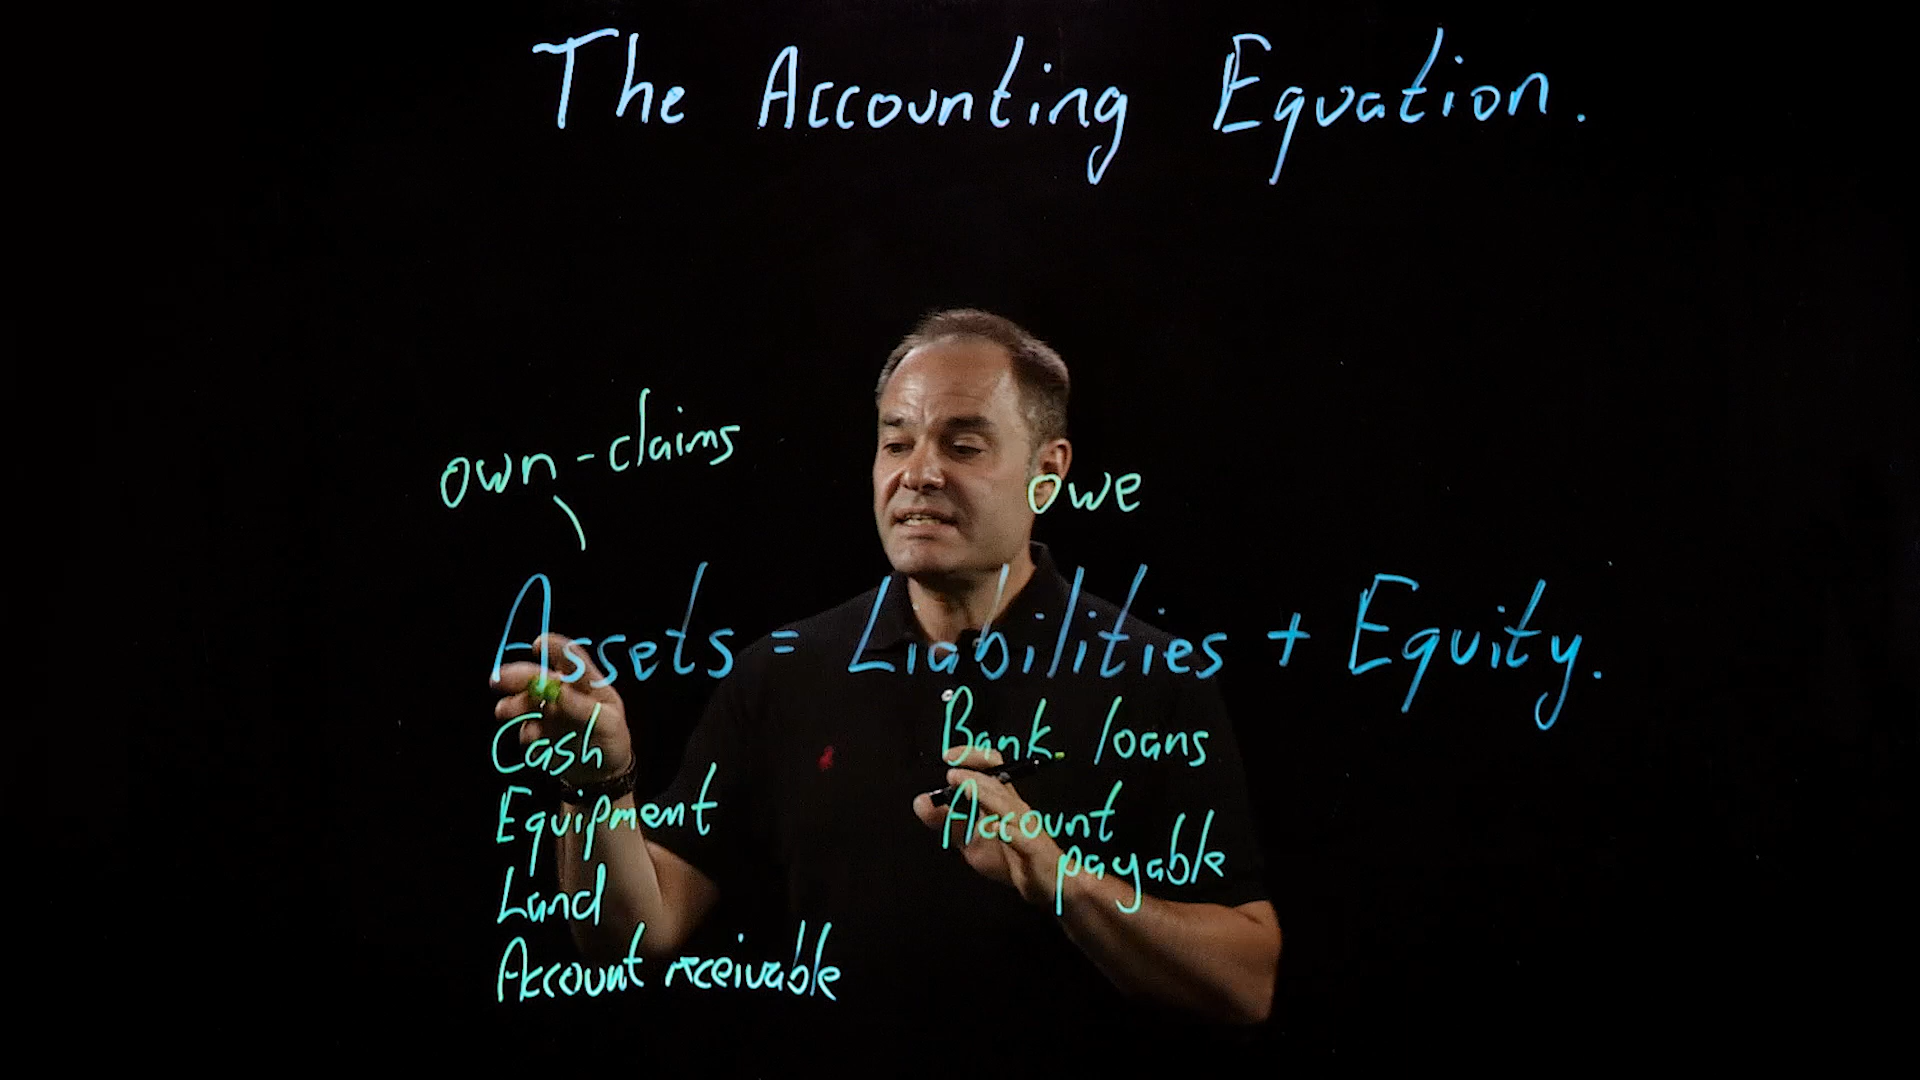 The Accounting Equation.
own - claims
owe
Assets = Liabilities + Equity.
Cash
Equipment
Land
Account receivable
Bank loans
Account
payable